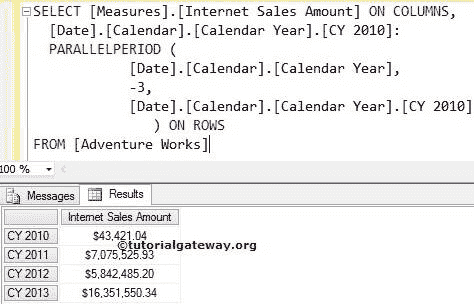 SELECT [Measures].[Internet Sales Amount] ON COLUMNS,
[Date].[Calendar].[Calendar Year].[CY 2010]:
PARALLELPERIOD (
[Date].[Calendar].[Calendar Year],
-3,
[Date].[Calendar].[Calendar Year].[CY 2010]
) ON ROWS
FROM [Adventure Works]
100 %
Messages Results
Internet Sales Amount
CY 2010 $43,421.04
©tutorialgateway.org
CY 2011 $7,075,525.93
CY 2012 $5,842,485.20
CY 2013 $16,351,550.34